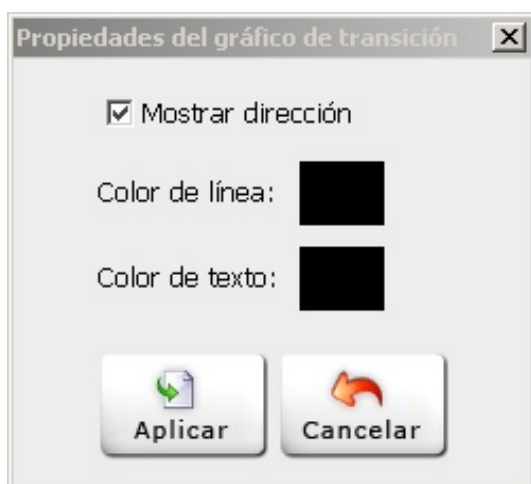 Propiedades del gráfico de transición
Mostrar dirección
Color de línea:
Color de texto:
Aplicar
Cancelar